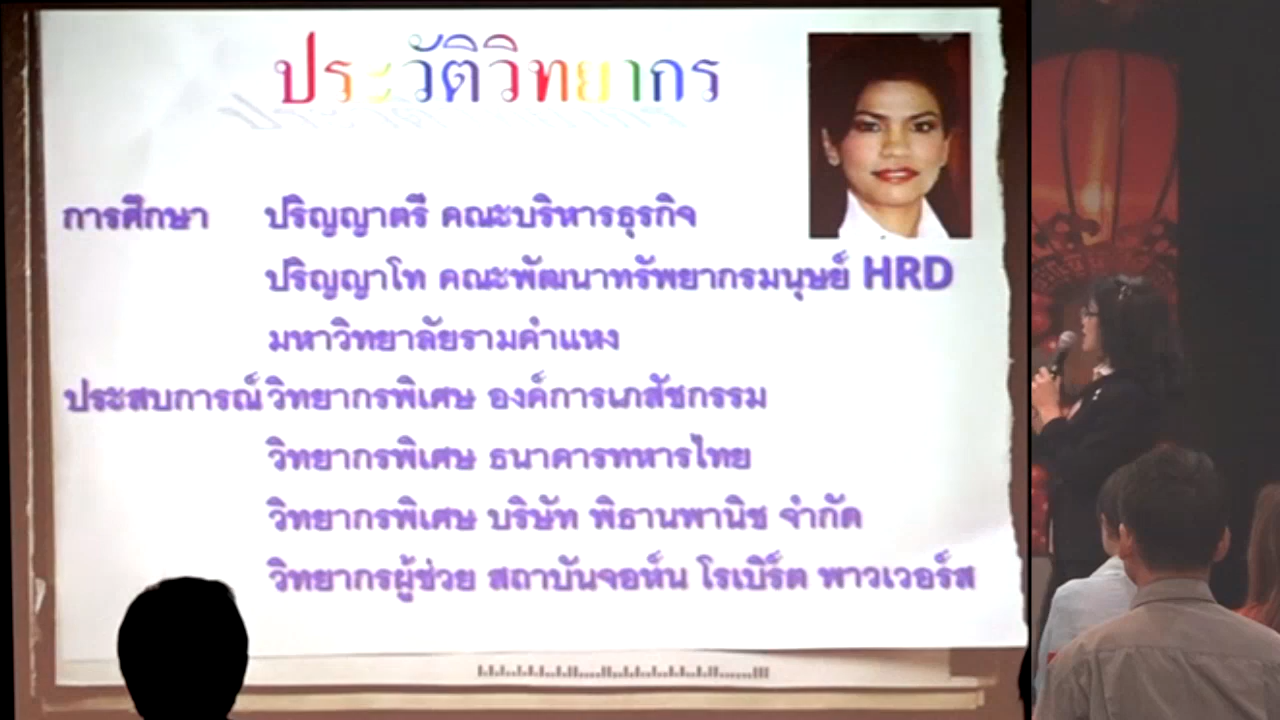 ประวัติวิทยากร
การศึกษา ปริญญาตรี คณะบริหารธุรกิจ
ปริญญาโท คณะพัฒนาทรัพยากรมนุษย์ HRD
มหาวิทยาลัยรามคำแหง
ประสบการณ์ วิทยากรพิเศษ องค์การเภสัชกรรม
วิทยากรพิเศษ ธนาคารทหารไทย
วิทยากรพิเศษ บริษัท พิธานพาณิช จำกัด
วิทยากรผู้ช่วย สถาบันจอห์น โรเบิร์ต พาวเวอร์ส